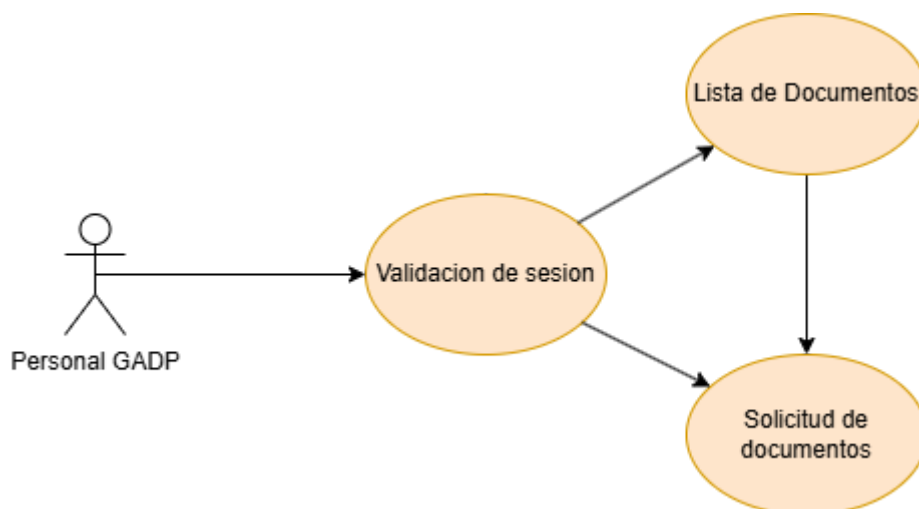 Lista de Documentos
Validacion de sesion
Personal GADP
Solicitud de
documentos